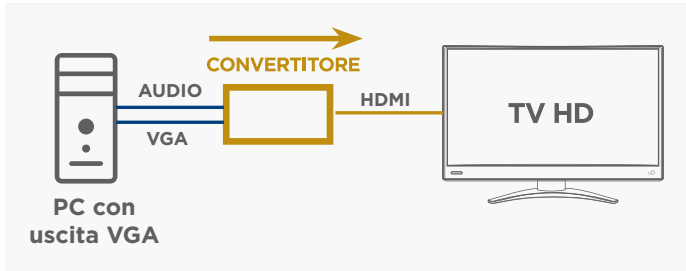 CONVERTITORE
AUDIO
VGA
HDMI
TV HD
PC con
uscita VGA